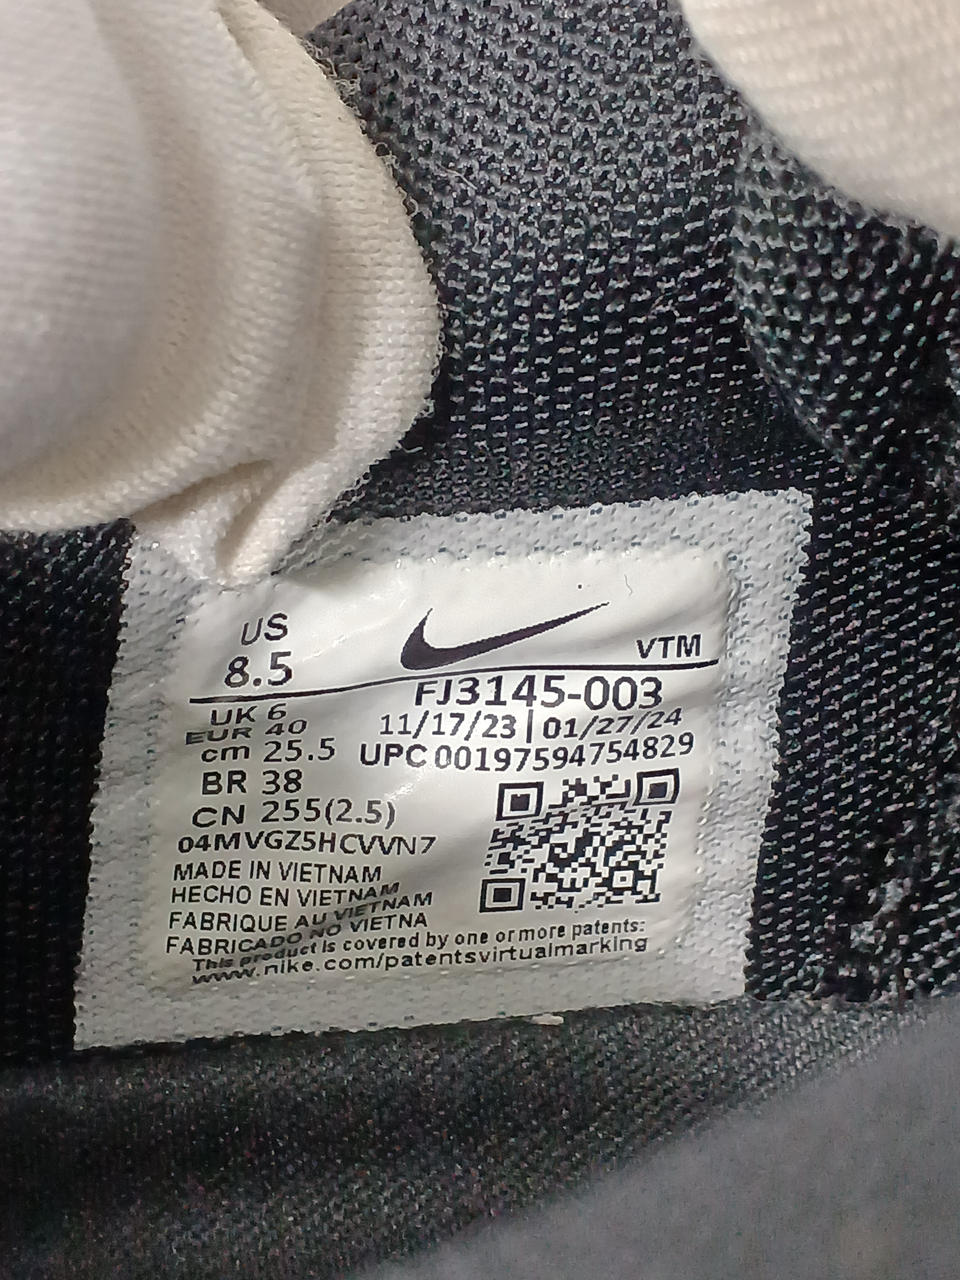 US
8.5
VTM
FJ3145-003
UK 6
11/17/23 | 01/27/24
EUR 40
cm 25.5
UPC 00197594754829
BR 38
CN 255(2.5)
04MVGZ5HCVVN7
MADE IN VIETNAM
HECHO EN VIETNAM
FABRIQUE AU VIETNAM
FABRICADO NO VIETNA
This product is covered by one or more patents:
www.nike.com/patentsvirtualmarking